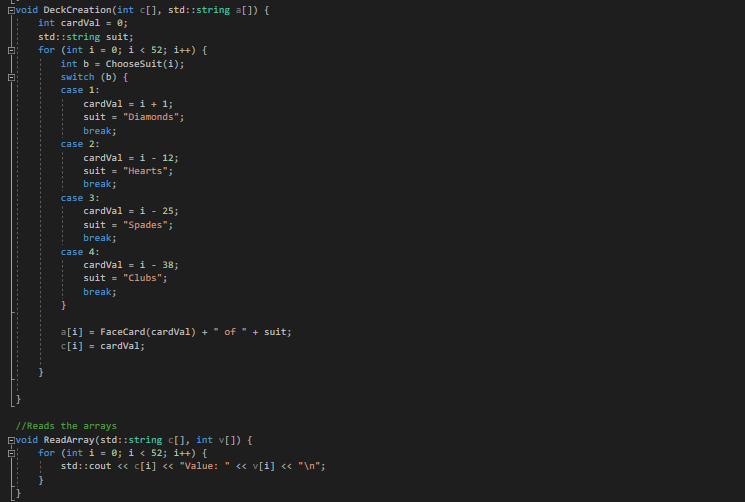 void DeckCreation(int c[], std::string a[]) {
    int cardVal = 0;
    std::string suit;
    for (int i = 0; i < 52; i++) {
        int b = ChooseSuit(i);
        switch (b) {
        case 1:
            cardVal = i + 1;
            suit = "Diamonds";
            break;
        case 2:
            cardVal = i - 12;
            suit = "Hearts";
            break;
        case 3:
            cardVal = i - 25;
            suit = "Spades";
            break;
        case 4:
            cardVal = i - 38;
            suit = "Clubs";
            break;
        }
        a[i] = FaceCard(cardVal) + " of " + suit;
        c[i] = cardVal;
    }
}
//Reads the arrays
void ReadArray(std::string c[], int v[]) {
    for (int i = 0; i < 52; i++) {
        std::cout << c[i] << "Value: " << v[i] << "\n";
    }
}